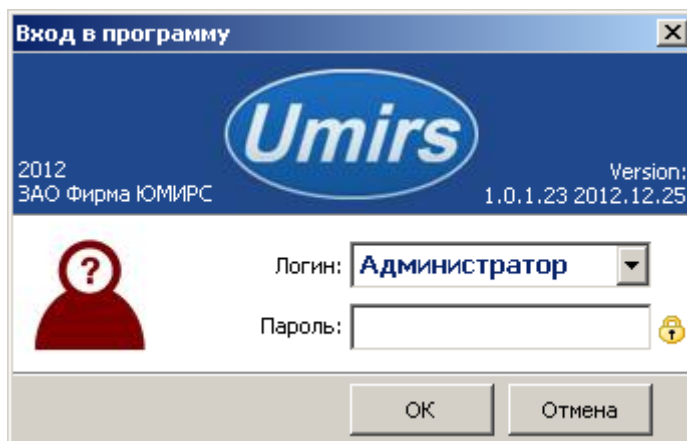 Вход в программу
Umirs
2012
ЗАО Фирма ЮМИРС
Version:
1.0.1.23 2012.12.25
?
Логин: Администратор
Пароль:
ОК
Отмена